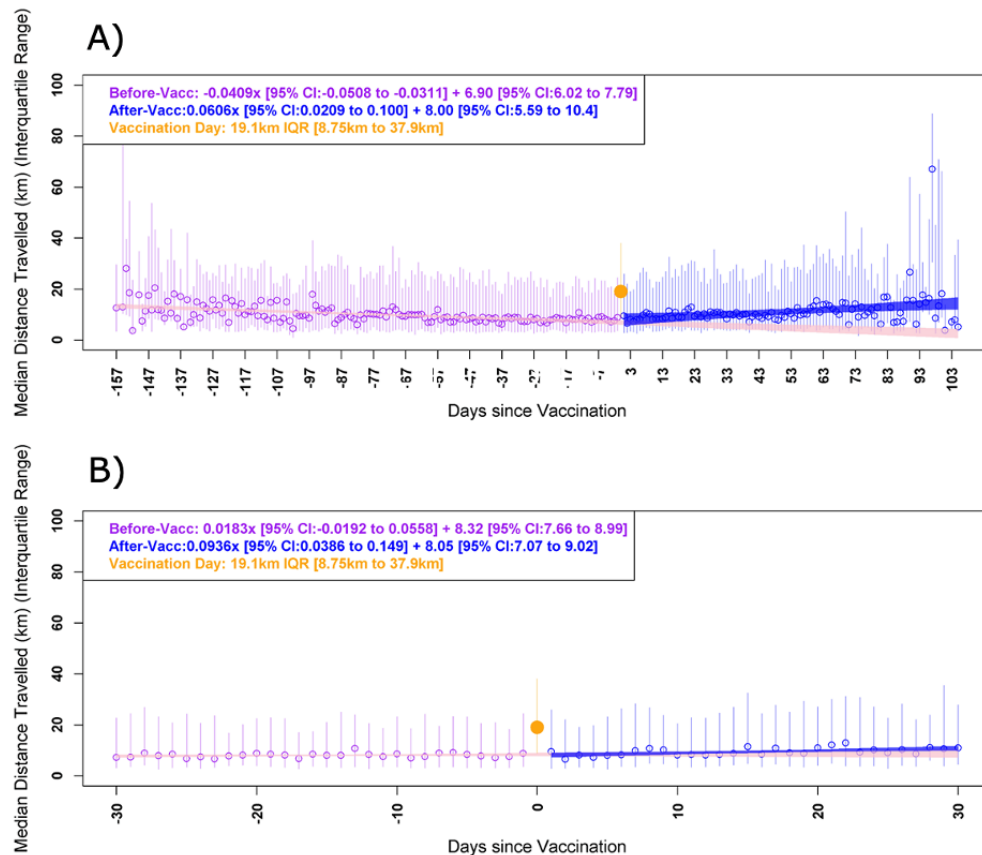 A)
Median Distance Travelled (km) (Interquartile Range)
Before-Vacc: -0.0409x [95% CI:-0.0508 to -0.0311] + 6.90 [95% CI:6.02 to 7.79]
After-Vacc:0.0606x [95% CI:0.0209 to 0.100] + 8.00 [95% CI:5.59 to 10.4]
Vaccination Day: 19.1km IQR [8.75km to 37.9km]
100
80
60
40
20
0
-157 -147 -137 -127 -117 -107 -97 -87 -77 -67 -37 3 13 23 33 43 53 63 73 83 93 103
Days since Vaccination
B)
Median Distance Travelled (km) (Interquartile Range)
Before-Vacc: 0.0183x [95% CI:-0.0192 to 0.0558] + 8.32 [95% CI:7.66 to 8.99]
After-Vacc:0.0936x [95% CI:0.0386 to 0.149] + 8.05 [95% CI:7.07 to 9.02]
Vaccination Day: 19.1km IQR [8.75km to 37.9km]
100
80
60
40
20
0
-30 -20 -10 0 10 20 30
Days since Vaccination